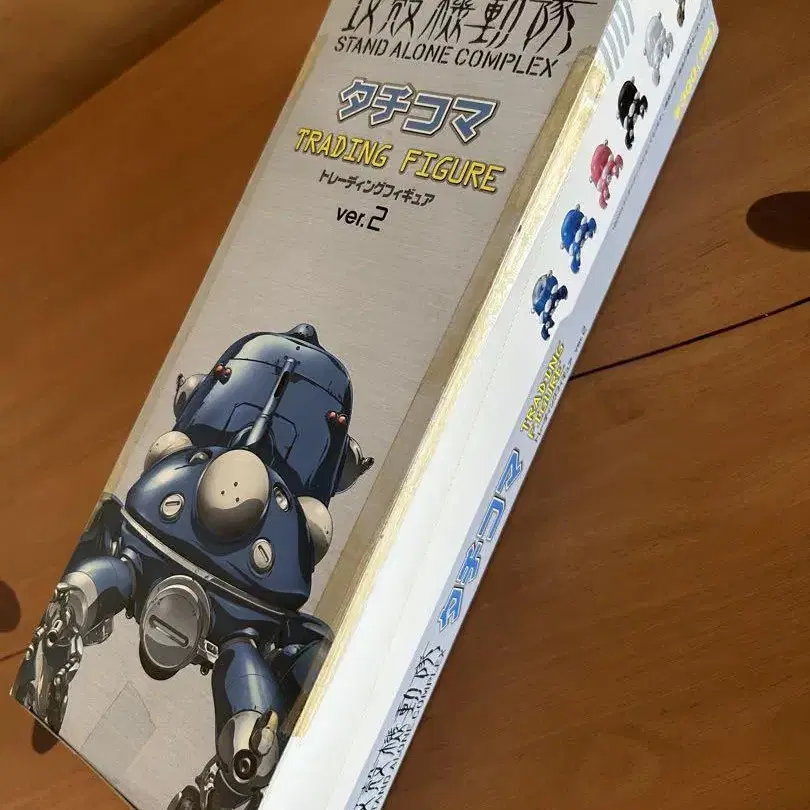 攻殻機動隊
STAND ALONE COMPLEX
タチコマ
TRADING FIGURE
トレーディングフィギュア
ver.2
TRADING
FIGURE
ver.2
タチコマ
攻殻機動隊
STAND ALONE COMPLEX